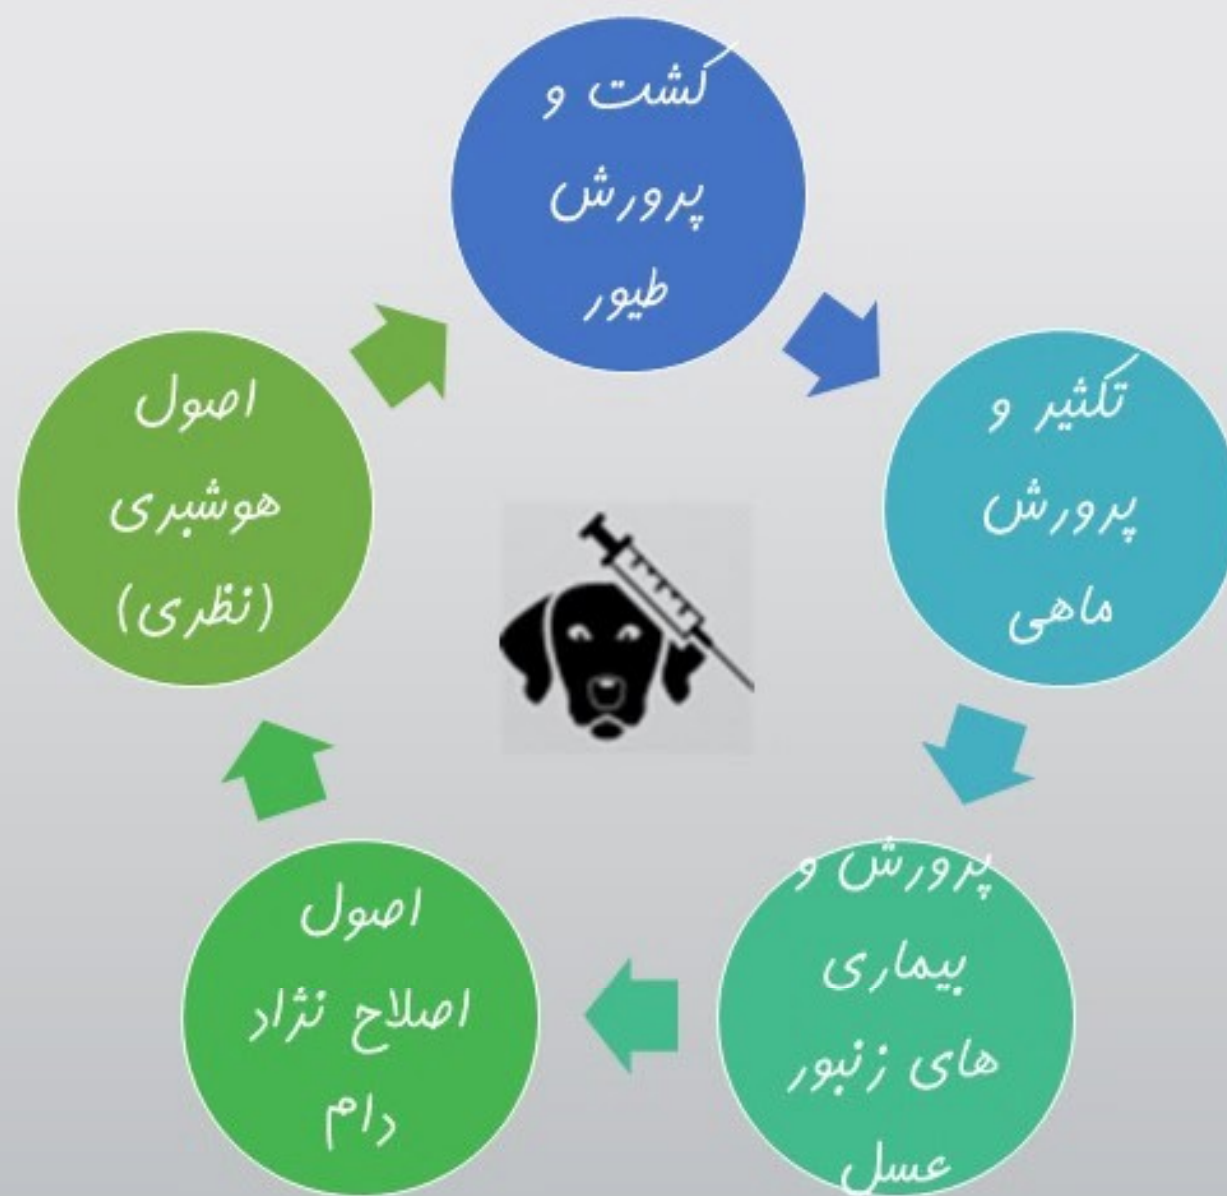 کشت و
پرورش
طیور
تکثیر و
پرورش
ماهی
پرورش و
بیماری
های زنبور
عسل
اصول
اصلاح نژاد
دام
اصول
هوشبری
(نظری)